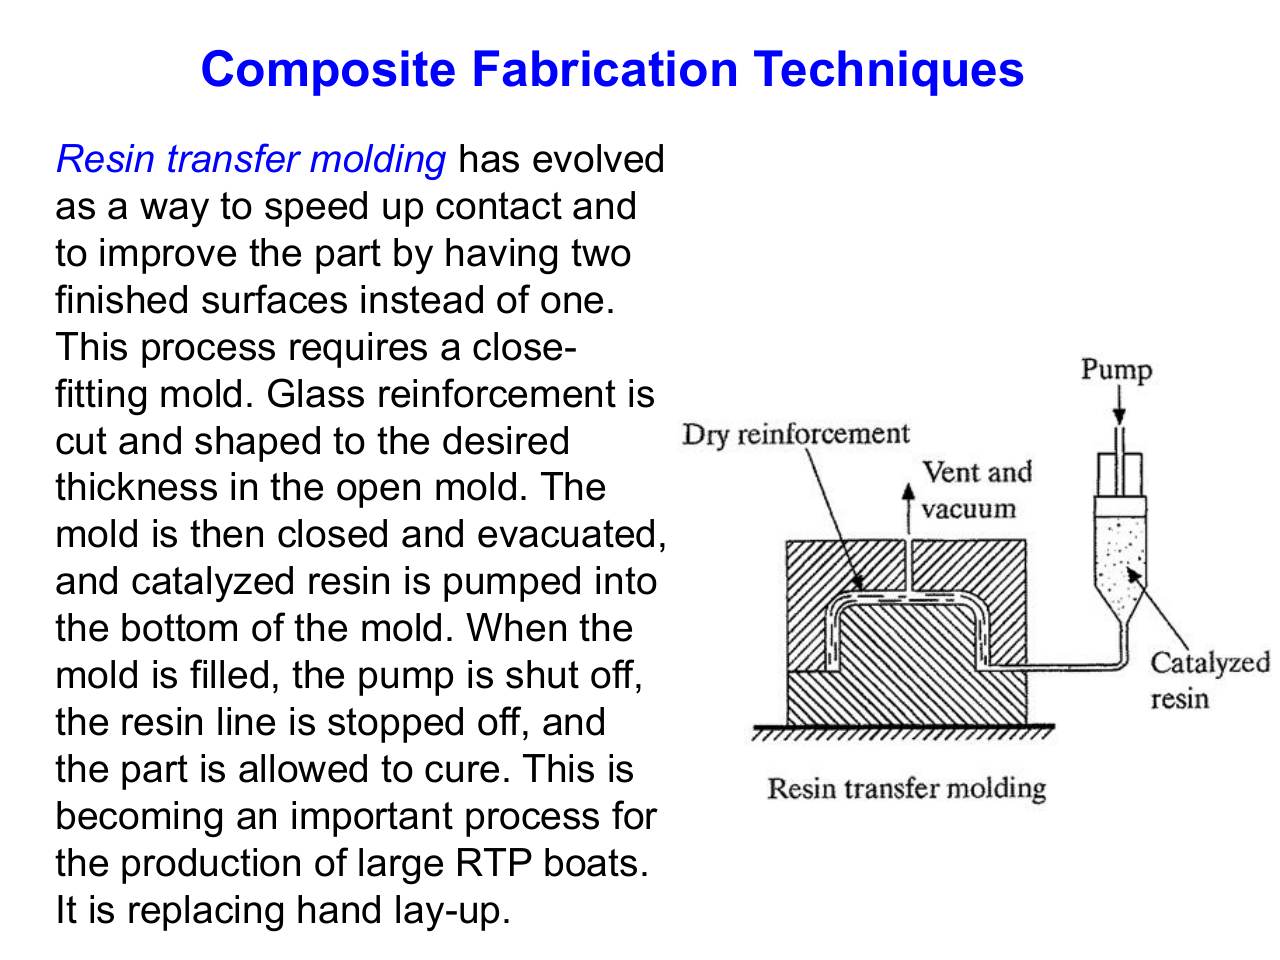 Composite Fabrication Techniques
Resin transfer molding has evolved
as a way to speed up contact and
to improve the part by having two
finished surfaces instead of one.
This process requires a close-
fitting mold. Glass reinforcement is
cut and shaped to the desired
thickness in the open mold. The
mold is then closed and evacuated,
and catalyzed resin is pumped into
the bottom of the mold. When the
mold is filled, the pump is shut off,
the resin line is stopped off, and
the part is allowed to cure. This is
becoming an important process for
the production of large RTP boats.
It is replacing hand lay-up.
Pump
Dry reinforcement
Vent and
vacuum
Catalyzed
resin
Resin transfer molding